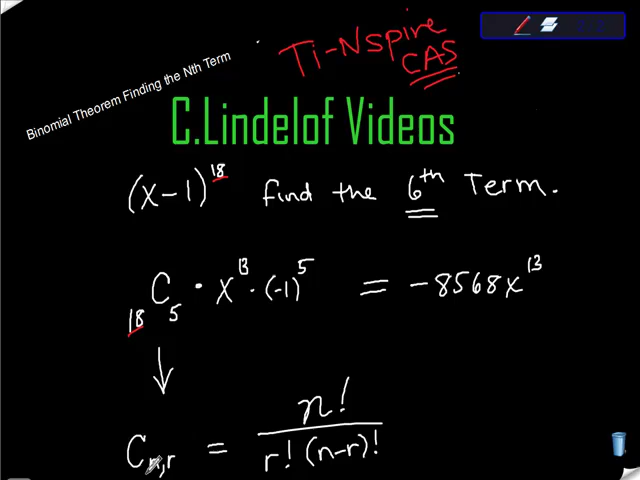 Ti-Nspire
CAS
Binomial Theorem Finding the Nth Term
C.Lindelof Videos
(x-1)^18 find the 6th Term.
18C5 · x^13 · (-1)^5 = -8568x^13
Cn,r = n! / r!(n-r)!